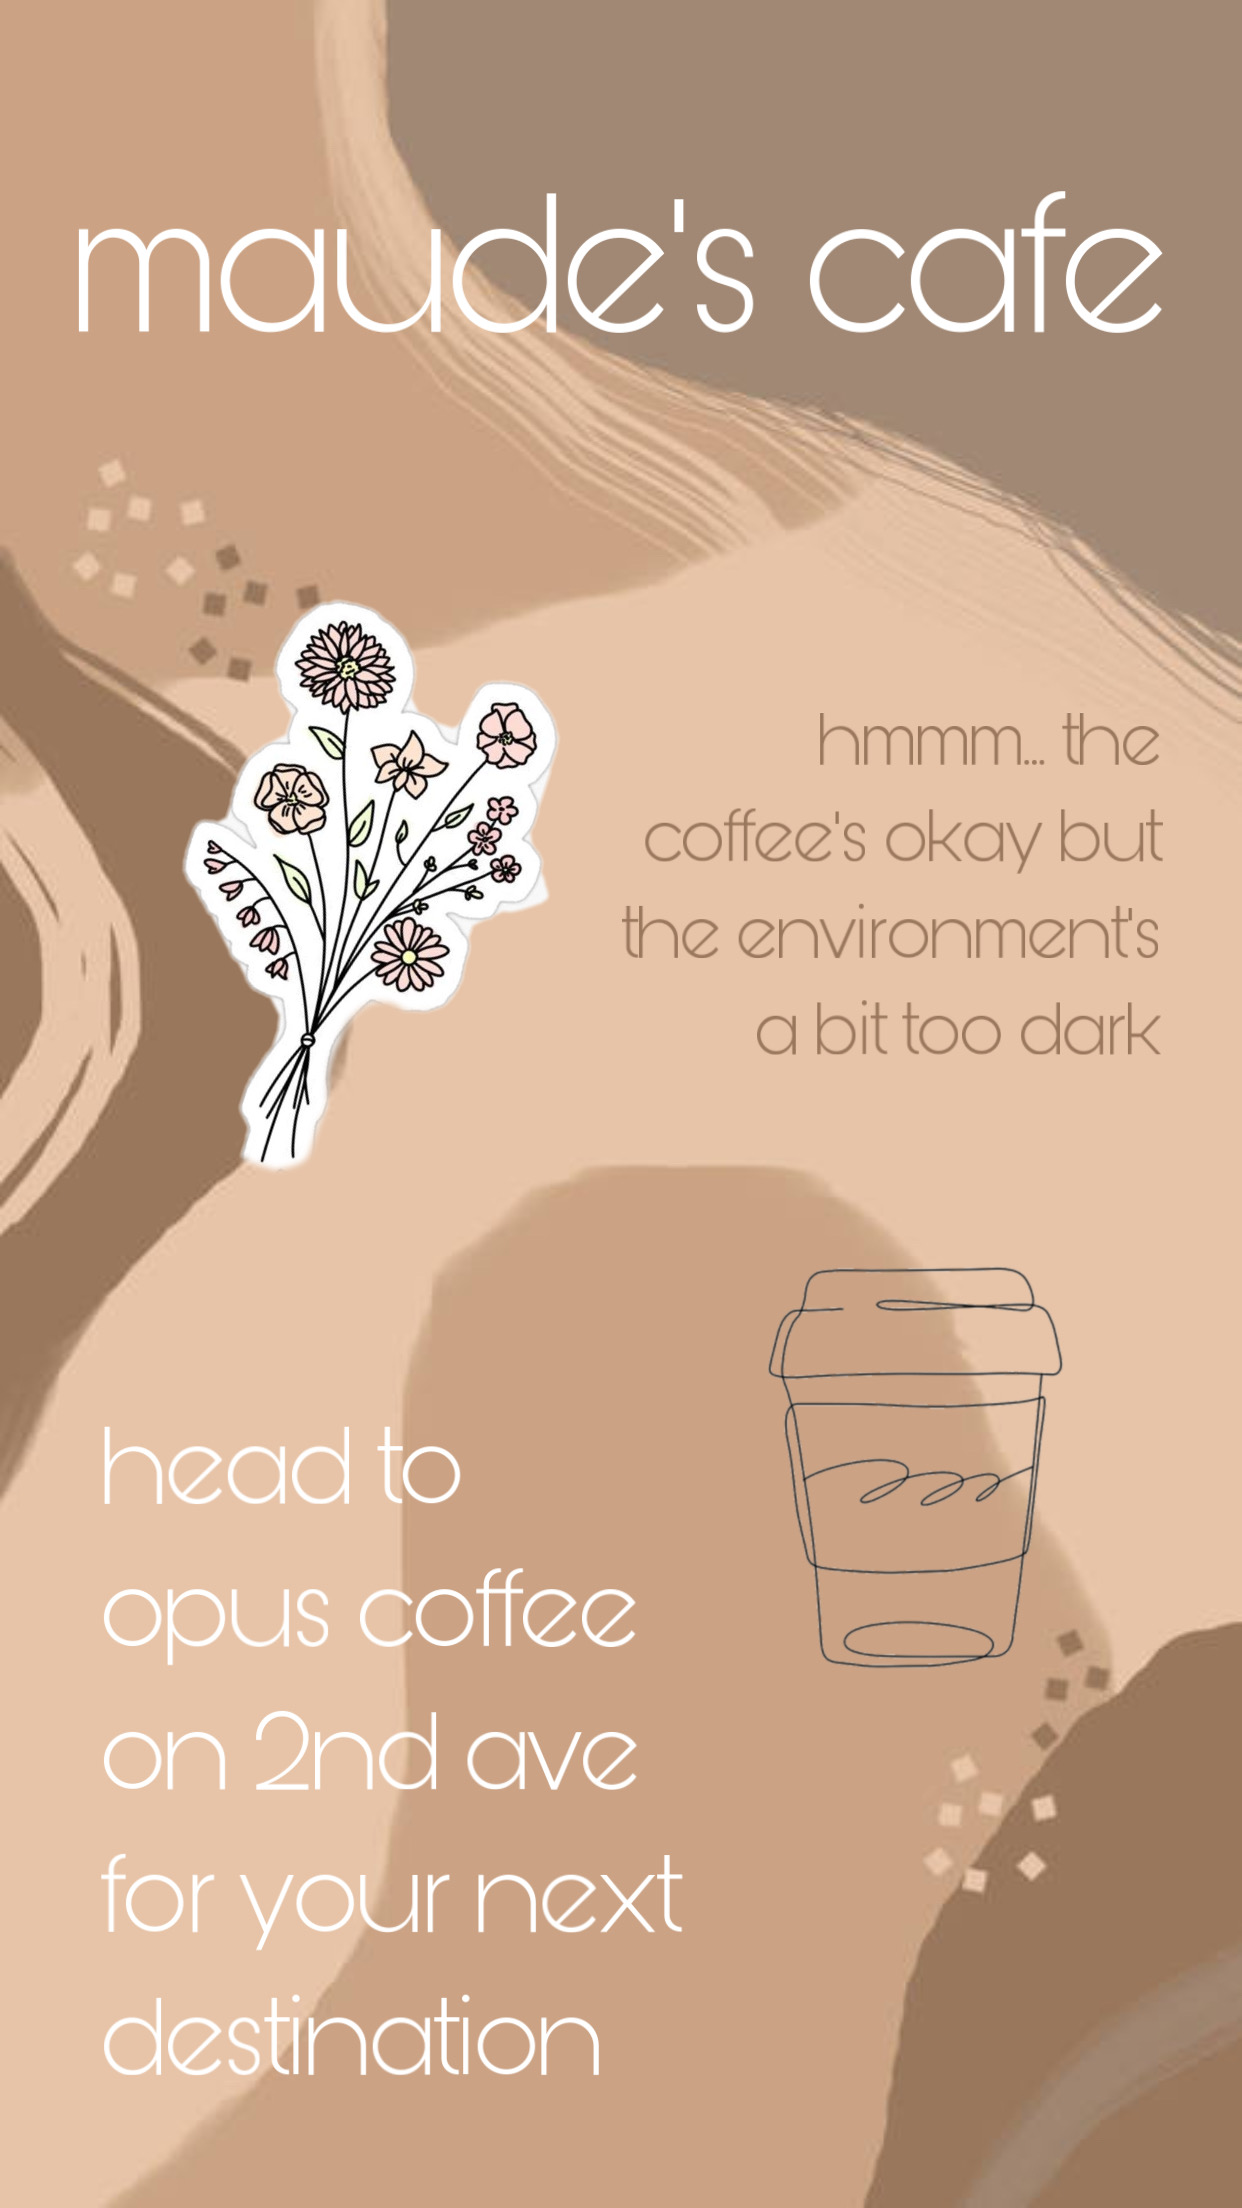 maude's cafe
hmmm... the
coffee's okay but
the environment's
a bit too dark
head to
opus coffee
on 2nd ave
for your next
destination